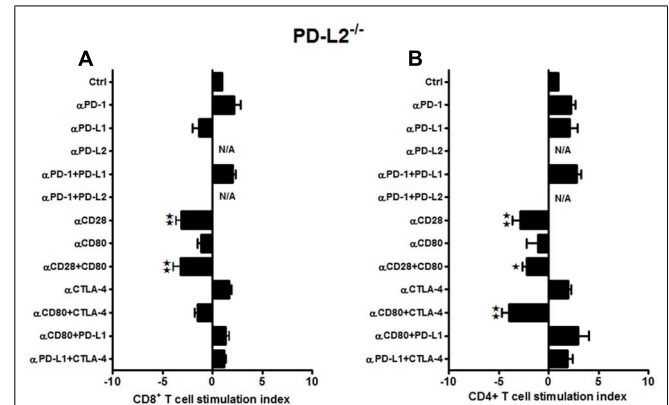 PD-L2-/-
A
B
Ctrl
αPD-1
αPD-L1
αPD-L2
αPD-1+PD-L1
αPD-1+PD-L2
αCD28
αCD80
αCD28+CD80
αCTLA-4
αCD80+CTLA-4
αCD80+PD-L1
αPD-L1+CTLA-4
N/A
N/A
★★
★★
-10 -5 0 5 10
CD8+ T cell stimulation index
Ctrl
αPD-1
αPD-L1
αPD-L2
αPD-1+PD-L1
αPD-1+PD-L2
αCD28
αCD80
αCD28+CD80
αCTLA-4
αCD80+CTLA-4
αCD80+PD-L1
αPD-L1+CTLA-4
N/A
N/A
★★
★
★★
-10 -5 0 5 10
CD4+ T cell stimulation index